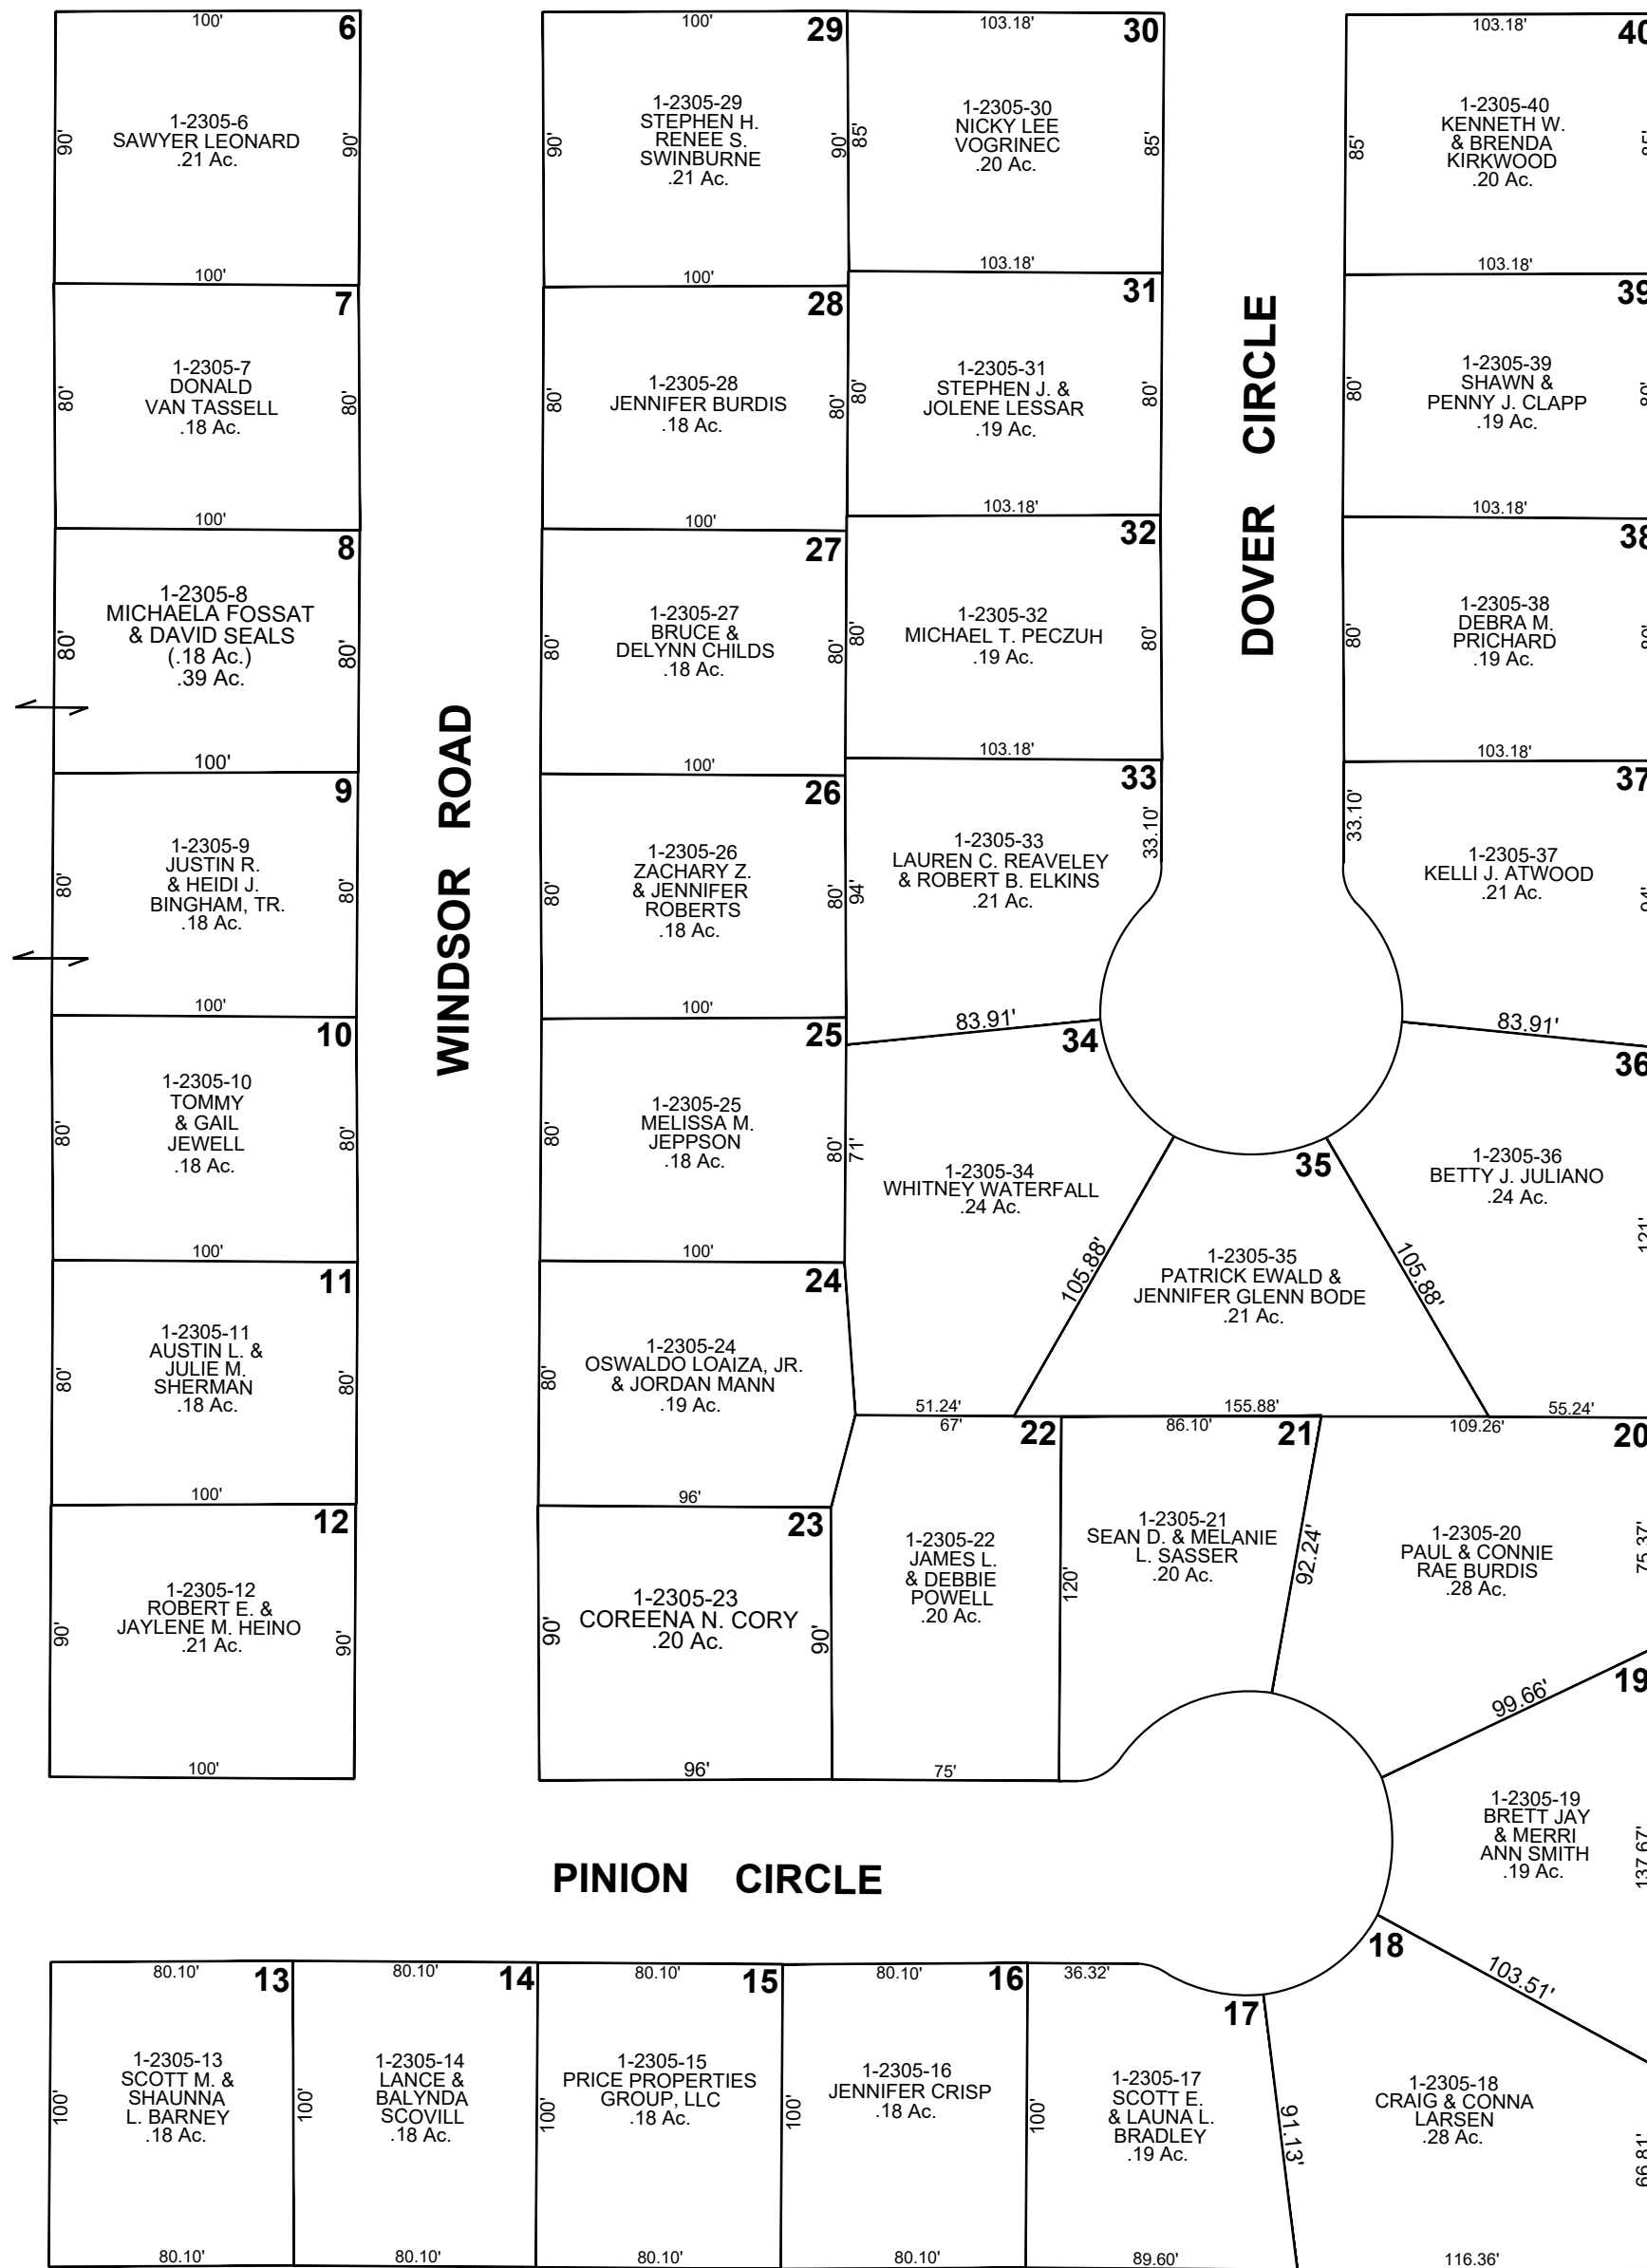 100'
6
90'
1-2305-6
SAWYER LEONARD
.21 Ac.
90'
100'
7
80'
1-2305-7
DONALD
VAN TASSELL
.18 Ac.
80'
100'
8
80'
1-2305-8
MICHAELA FOSSAT
& DAVID SEALS
(.18 Ac.)
.39 Ac.
80'
100'
9
80'
1-2305-9
JUSTIN R.
& HEIDI J.
BINGHAM, TR.
.18 Ac.
80'
100'
10
80'
1-2305-10
TOMMY
& GAIL
JEWELL
.18 Ac.
80'
100'
11
80'
1-2305-11
AUSTIN L. &
JULIE M.
SHERMAN
.18 Ac.
80'
100'
12
90'
1-2305-12
ROBERT E. &
JAYLENE M. HEINO
.21 Ac.
90'
100'
WINDSOR ROAD
100'
29
90'
1-2305-29
STEPHEN H.
RENEE S.
SWINBURNE
.21 Ac.
90'
100'
28
80'
1-2305-28
JENNIFER BURDIS
.18 Ac.
80'
100'
27
80'
1-2305-27
BRUCE &
DELYNN CHILDS
.18 Ac.
80'
100'
26
80'
1-2305-26
ZACHARY Z.
& JENNIFER
ROBERTS
.18 Ac.
80'
100'
25
80'
1-2305-25
MELISSA M.
JEPPSON
.18 Ac.
80'
100'
24
80'
1-2305-24
OSWALDO LOAIZA, JR.
& JORDAN MANN
.19 Ac.
96'
23
90'
1-2305-23
COREENA N. CORY
.20 Ac.
90'
96'
103.18'
30
85'
1-2305-30
NICKY LEE
VOGRINEC
.20 Ac.
85'
103.18'
31
80'
1-2305-31
STEPHEN J. &
JOLENE LESSAR
.19 Ac.
80'
103.18'
32
80'
1-2305-32
MICHAEL T. PECZUH
.19 Ac.
80'
103.18'
33
94'
1-2305-33
LAUREN C. REAVELEY
& ROBERT B. ELKINS
.21 Ac.
33.10'
83.91'
34
71'
1-2305-34
WHITNEY WATERFALL
.24 Ac.
105.88'
51.24'
DOVER CIRCLE
35
1-2305-35
PATRICK EWALD &
JENNIFER GLENN BODE
.21 Ac.
105.88'
155.88'
103.18'
40
85'
1-2305-40
KENNETH W.
& BRENDA
KIRKWOOD
.20 Ac.
85'
103.18'
39
80'
1-2305-39
SHAWN &
PENNY J. CLAPP
.19 Ac.
80'
103.18'
38
80'
1-2305-38
DEBRA M.
PRICHARD
.19 Ac.
80'
103.18'
37
33.10'
1-2305-37
KELLI J. ATWOOD
.21 Ac.
94'
83.91'
36
1-2305-36
BETTY J. JULIANO
.24 Ac.
121'
55.24'
67'
22
1-2305-22
JAMES L.
& DEBBIE
POWELL
.20 Ac.
120'
75'
86.10'
21
1-2305-21
SEAN D. & MELANIE
L. SASSER
.20 Ac.
92.24'
109.26'
20
1-2305-20
PAUL & CONNIE
RAE BURDIS
.28 Ac.
75.37'
99.66'
19
1-2305-19
BRETT JAY
& MERRI
ANN SMITH
.19 Ac.
137.67'
103.51'
PINION CIRCLE
80.10'
13
100'
1-2305-13
SCOTT M. &
SHAUNNA
L. BARNEY
.18 Ac.
100'
80.10'
80.10'
14
1-2305-14
LANCE &
BALYNDA
SCOVILL
.18 Ac.
100'
80.10'
80.10'
15
1-2305-15
PRICE PROPERTIES
GROUP, LLC
.18 Ac.
100'
80.10'
80.10'
16
1-2305-16
JENNIFER CRISP
.18 Ac.
100'
80.10'
36.32'
17
1-2305-17
SCOTT E.
& LAUNA L.
BRADLEY
.19 Ac.
91.13'
89.60'
18
1-2305-18
CRAIG & CONNA
LARSEN
.28 Ac.
66.81'
116.36'